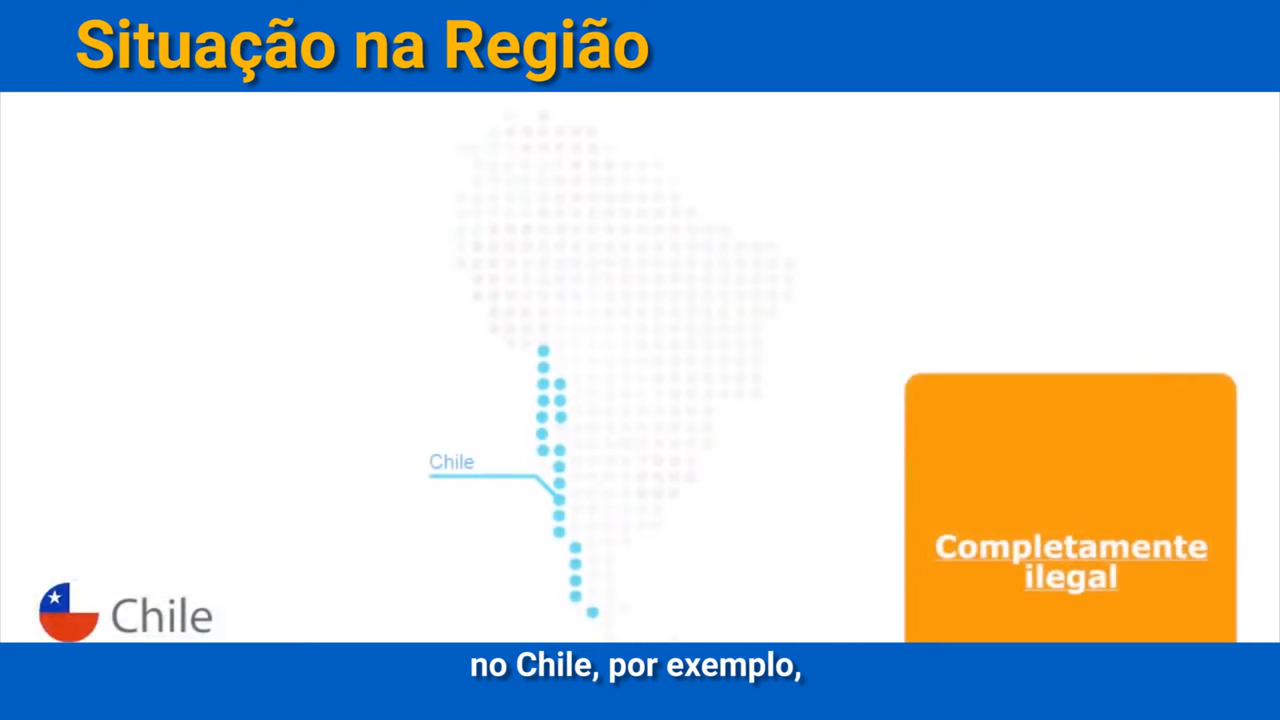 Situação na Região
Chile
Completamente
ilegal
Chile
no Chile, por exemplo,